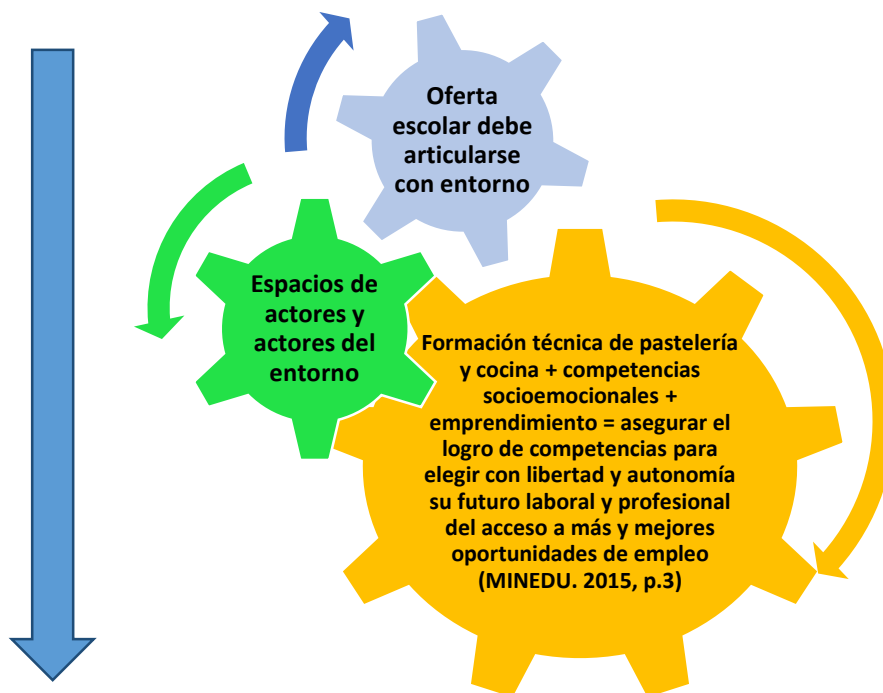 Oferta
escolar debe
articularse
con entorno
Espacios de
actores y
actores del
entorno
Formación técnica de pastelería
y cocina + competencias
socioemocionales +
emprendimiento = asegurar el
logro de competencias para
elegir con libertad y autonomía
su futuro laboral y profesional
del acceso a más y mejores
oportunidades de empleo
(MINEDU. 2015, p.3)